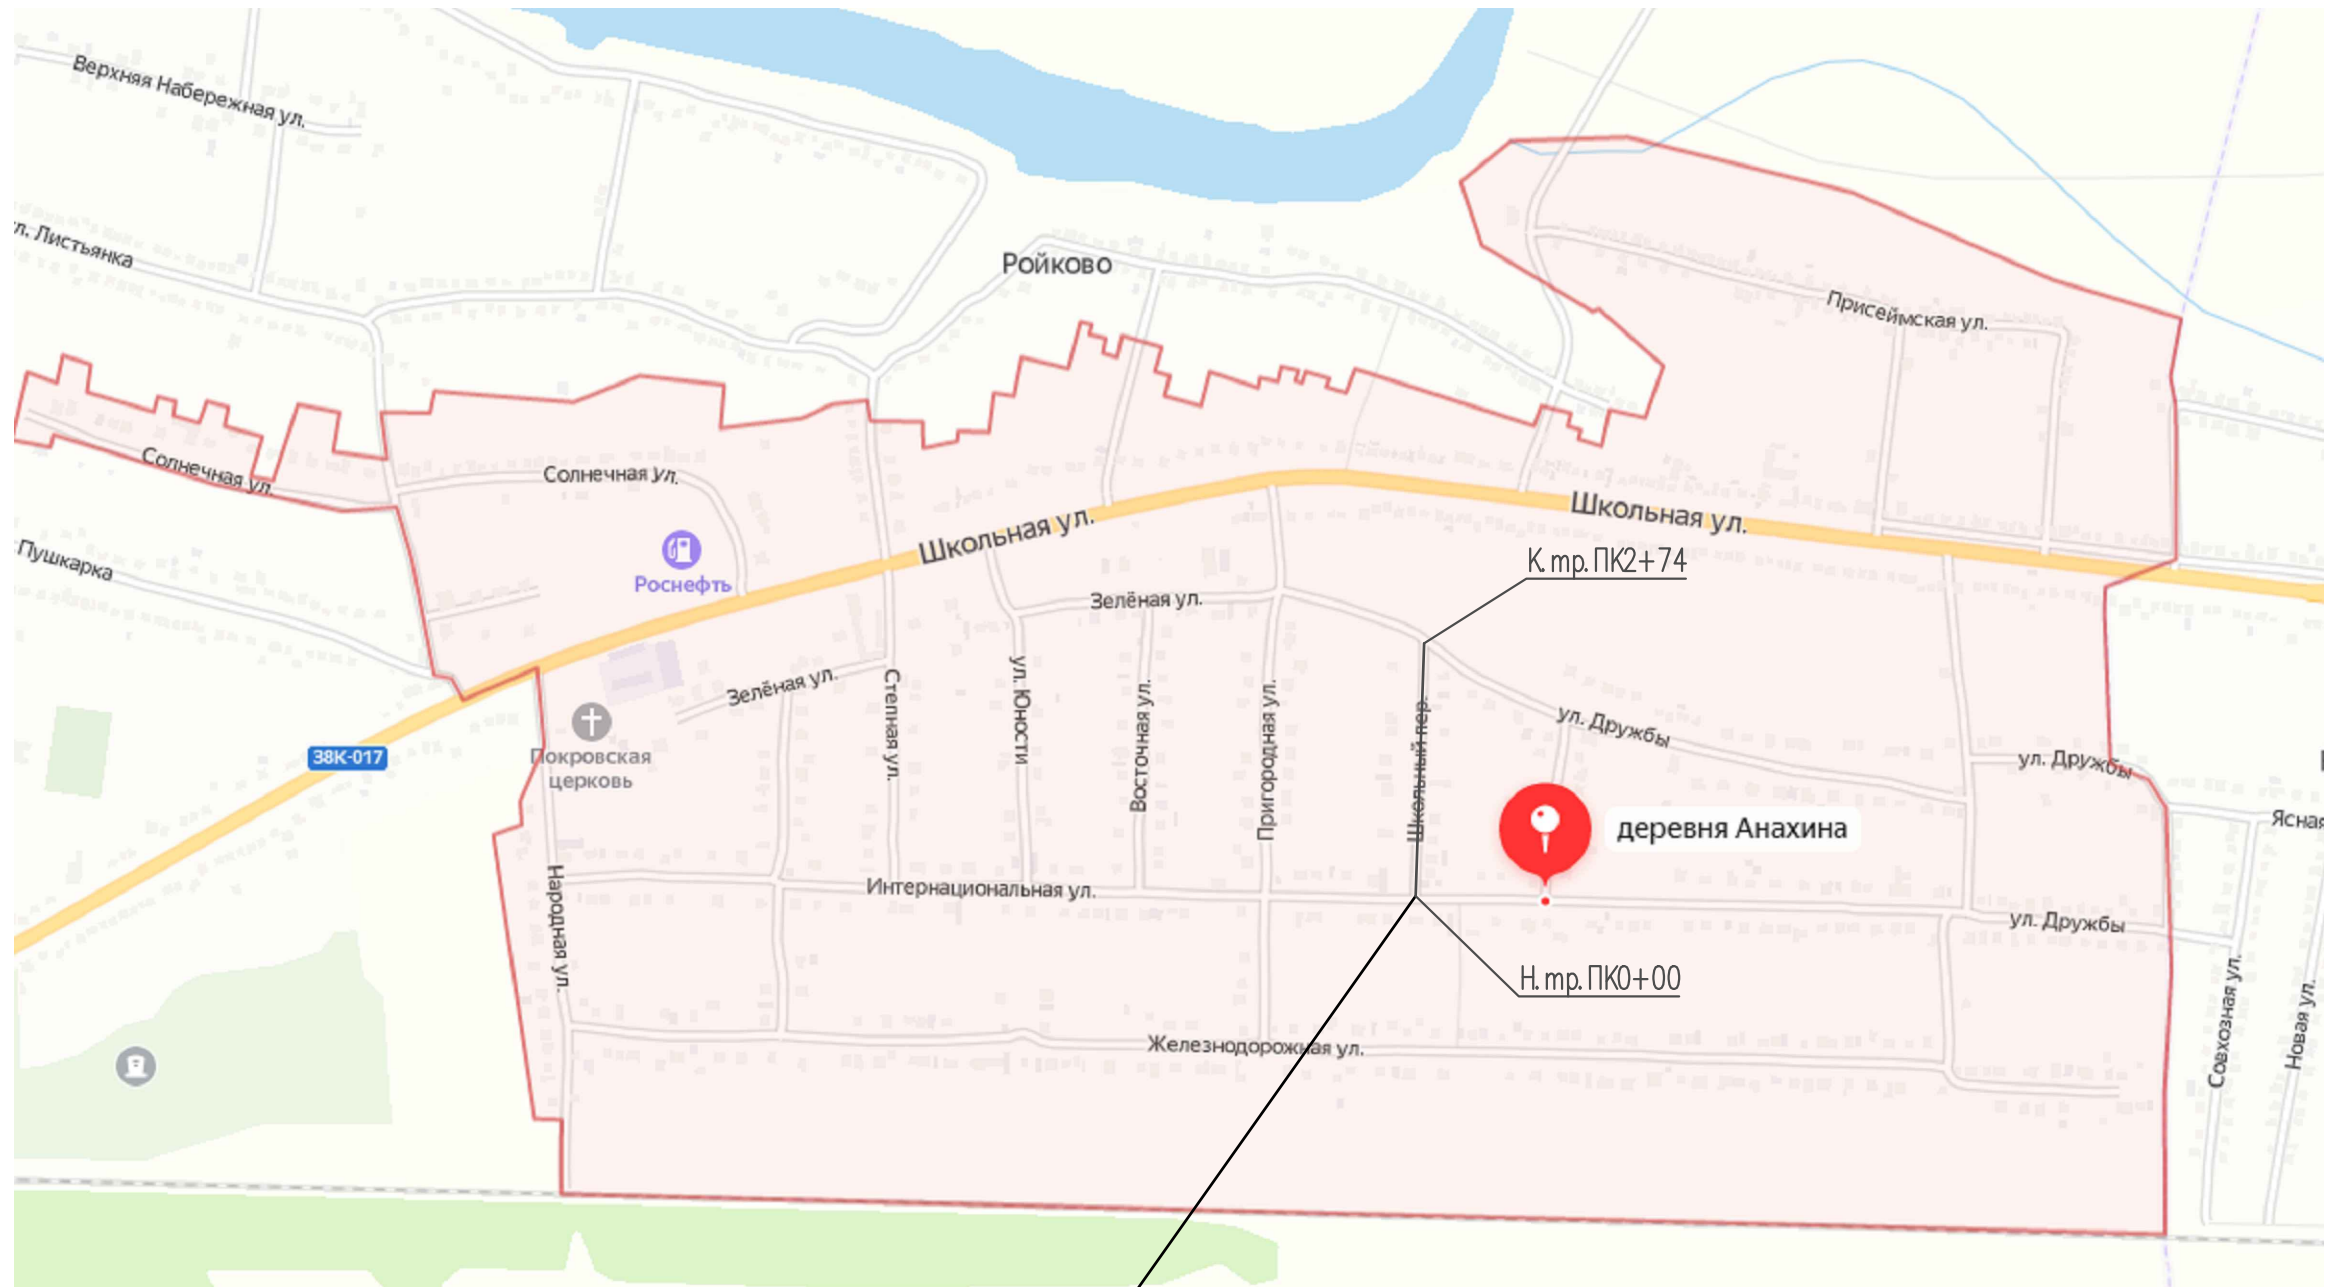 Верхняя Набережная ул.
ул. Листьянка
Ройково
Присеймская ул.
Солнечная ул.
Солнечная ул.
Школьная ул.
Школьная ул.
Пушкарка
Роснефть
К. тр. ПК2+74
Зелёная ул.
Зелёная ул.
Степная ул.
ул. Юности
Восточная ул.
Пригородная ул.
Школьный пер.
ул. Дружбы
ул. Дружбы
38К-017
Покровская
церковь
деревня Анахина
Ясная
Народная ул.
Интернациональная ул.
ул. Дружбы
Н. тр. ПК0+00
Совхозная ул.
Новая ул.
Железнодорожная ул.